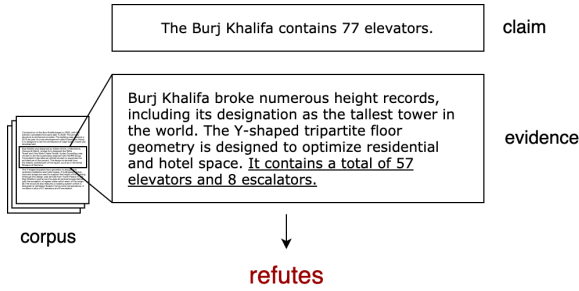 The Burj Khalifa contains 77 elevators.
claim
Burj Khalifa broke numerous height records,
including its designation as the tallest tower in
the world. The Y-shaped tripartite floor
geometry is designed to optimize residential
and hotel space. It contains a total of 57
elevators and 8 escalators.
evidence
corpus
refutes